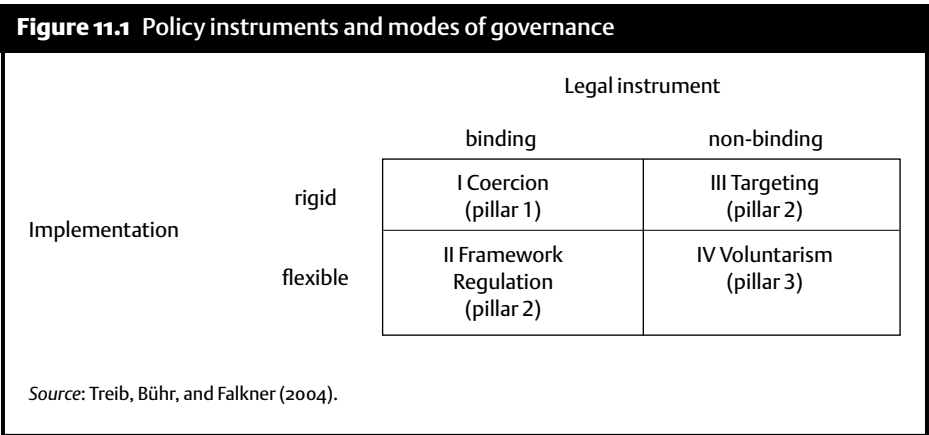 Figure 11.1 Policy instruments and modes of governance
Legal instrument
binding non-binding
rigid
I Coercion
(pillar 1)
III Targeting
(pillar 2)
Implementation
flexible
II Framework
Regulation
(pillar 2)
IV Voluntarism
(pillar 3)
Source: Treib, Bühr, and Falkner (2004).